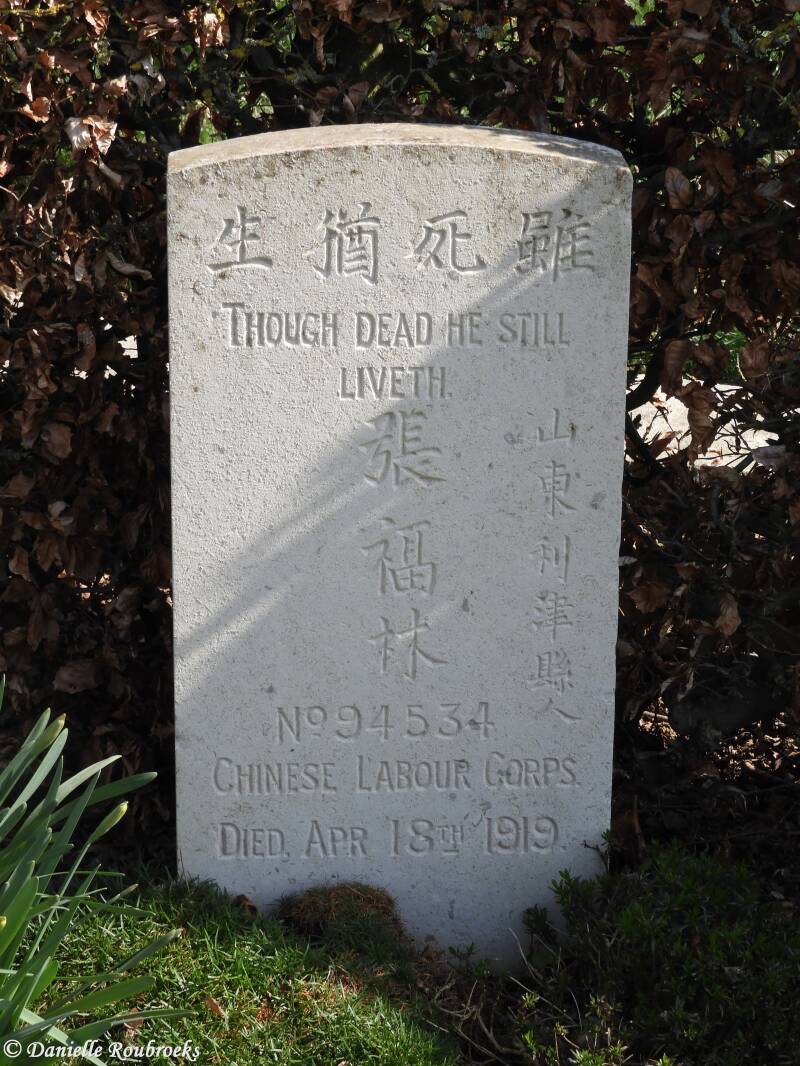 雖死猶生
THOUGH DEAD HE STILL
LIVETH.
山東利津縣人
張福林
Nº 94534
CHINESE LABOUR CORPS.
DIED, APR 18TH 1919.
© Danielle Roubroeks